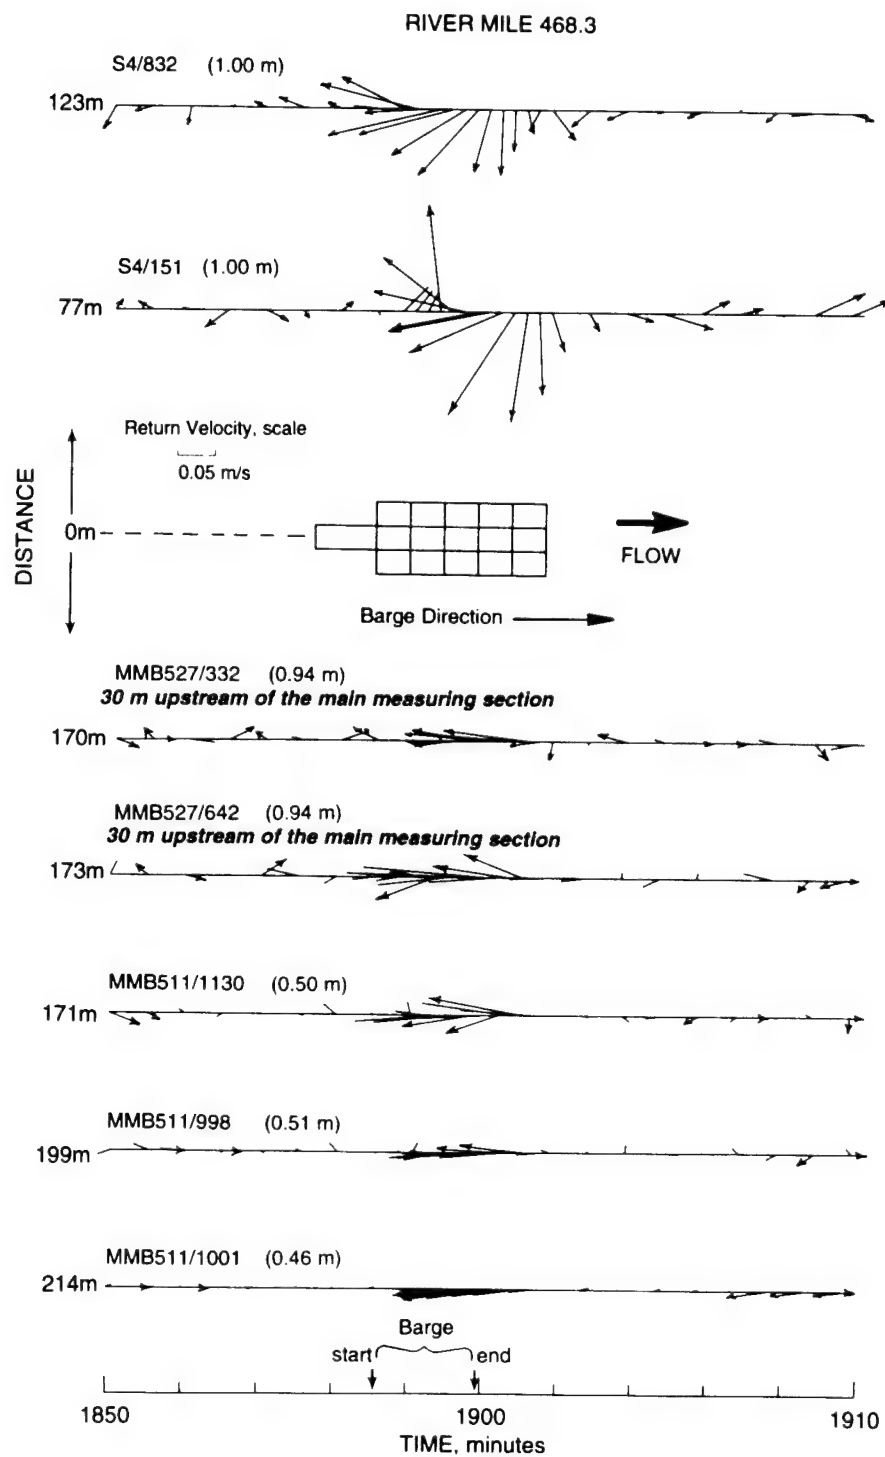 RIVER MILE 468.3
S4/832 (1.00 m)
123m
S4/151 (1.00 m)
77m
Return Velocity, scale
0.05 m/s
DISTANCE
0m
FLOW
Barge Direction
MMB527/332 (0.94 m)
30 m upstream of the main measuring section
170m
MMB527/642 (0.94 m)
30 m upstream of the main measuring section
173m
MMB511/1130 (0.50 m)
171m
MMB511/998 (0.51 m)
199m
MMB511/1001 (0.46 m)
214m
Barge
start end
1850 1900 1910
TIME, minutes